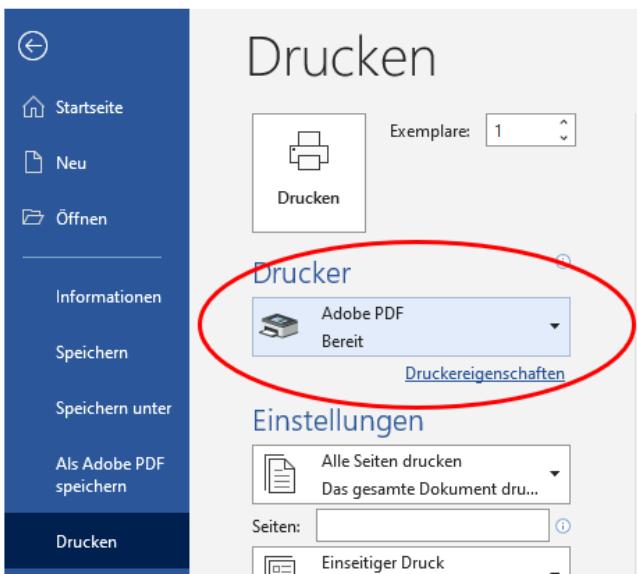 Drucken
Startseite
Exemplare: 1
Neu
Drucken
Öffnen
Drucker
Informationen
Adobe PDF
Bereit
Speichern
Druckereigenschaften
Speichern unter
Einstellungen
Als Adobe PDF
speichern
Alle Seiten drucken
Das gesamte Dokument dru...
Seiten:
Drucken
Einseitiger Druck